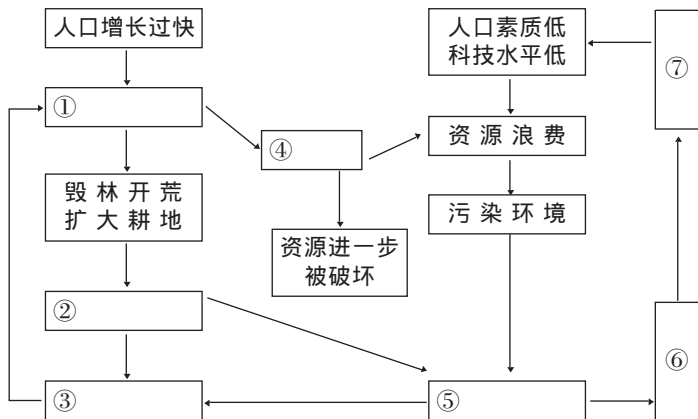 人口增长过快
①
毁林开荒
扩大耕地
②
③
④
资源进一步
被破坏
人口素质低
科技水平低
资源浪费
污染环境
⑤
⑥
⑦